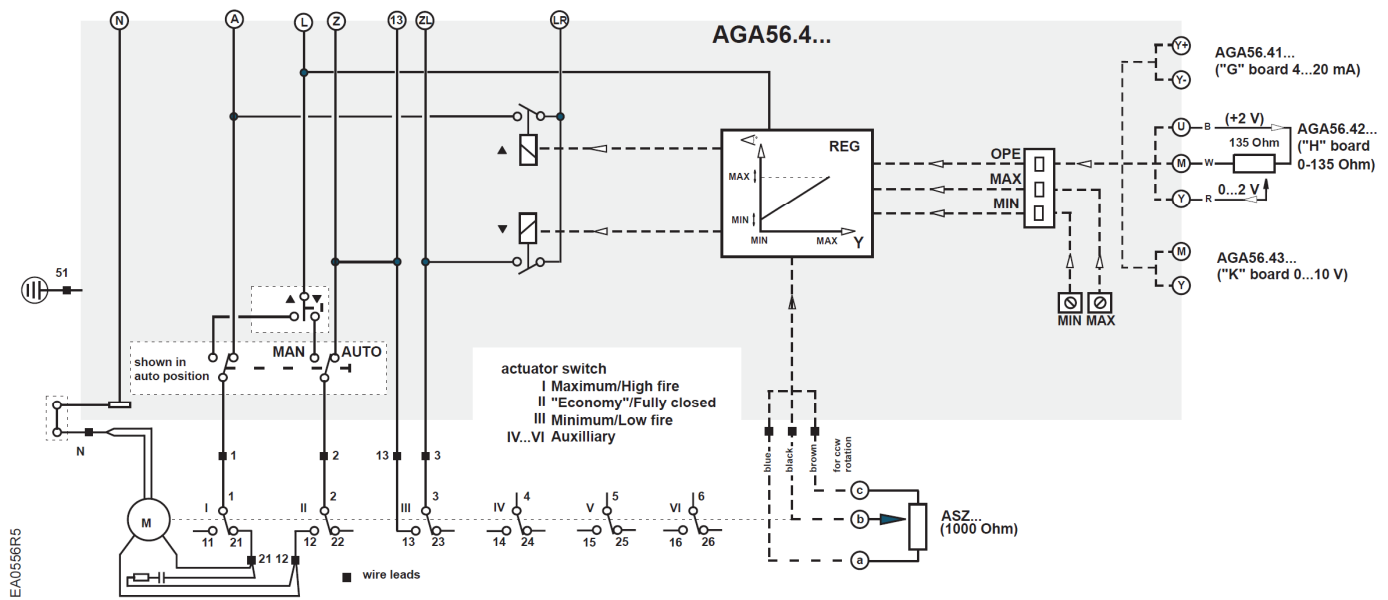 N A L Z 13 ZL LR
AGA56.4...
Y+
Y-
AGA56.41...
("G" board 4...20 mA)
U B (+2 V)
135 Ohm
M W
Y R 0...2 V
AGA56.42...
("H" board
0-135 Ohm)
M
Y
AGA56.43...
("K" board 0...10 V)
REG
MAX
MIN
MIN MAX Y
OPE
MAX
MIN
MIN MAX
51
MAN AUTO
shown in
auto position
actuator switch
I Maximum/High fire
II "Economy"/Fully closed
III Minimum/Low fire
IV...VI Auxilliary
N
1 2 13 3
blue
black
brown
for ccw
rotation
M
I 1 11 21
II 2 12 22
III 3 13 23
IV 4 14 24
V 5 15 25
VI 6 16 26
21 12
wire leads
c
b
a
ASZ...
(1000 Ohm)
EA0556R5